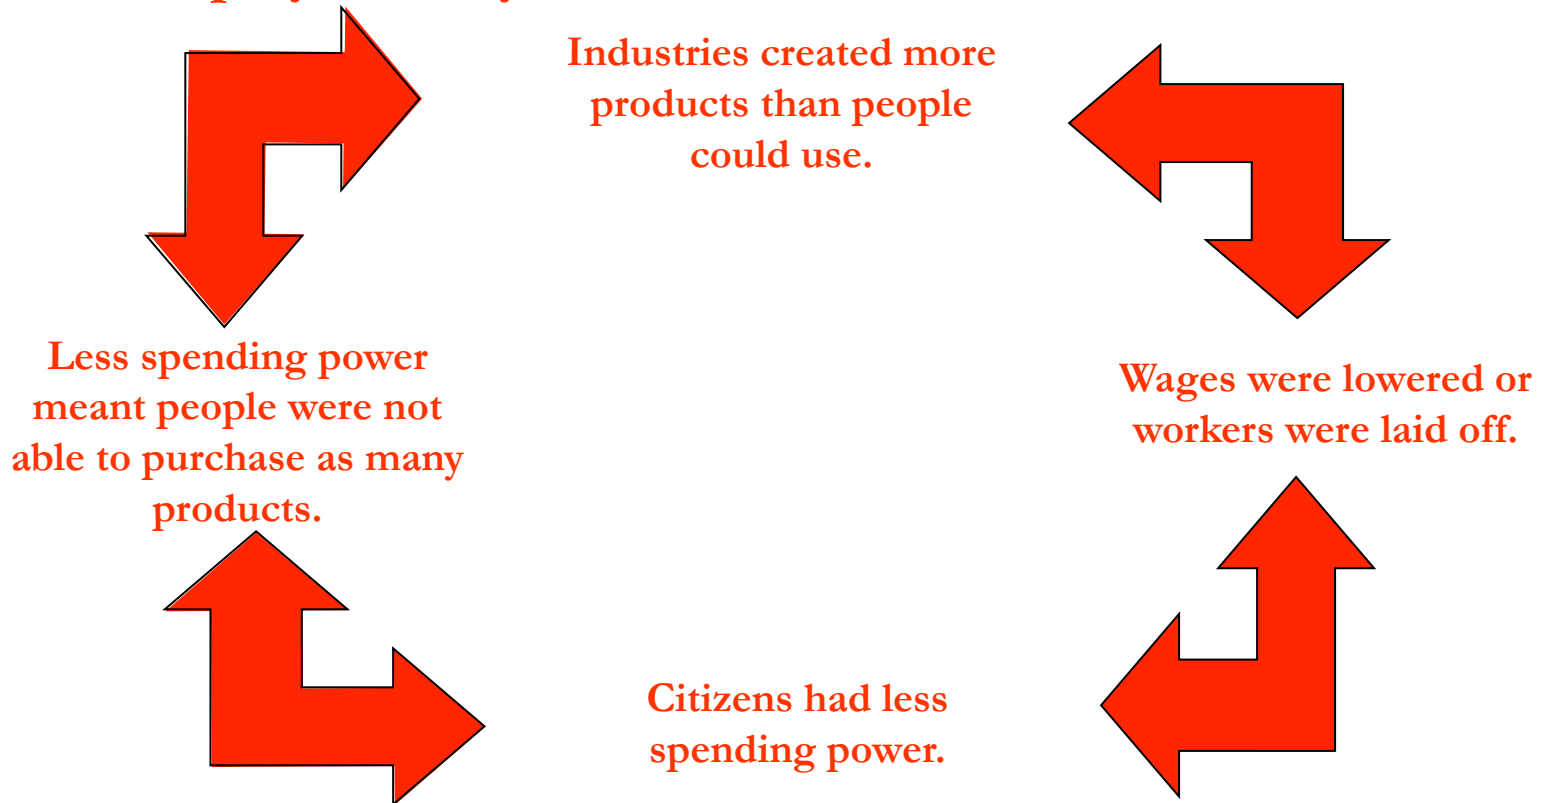 Industries created more
products than people
could use.
Less spending power
meant people were not
able to purchase as many
products.
Wages were lowered or
workers were laid off.
Citizens had less
spending power.